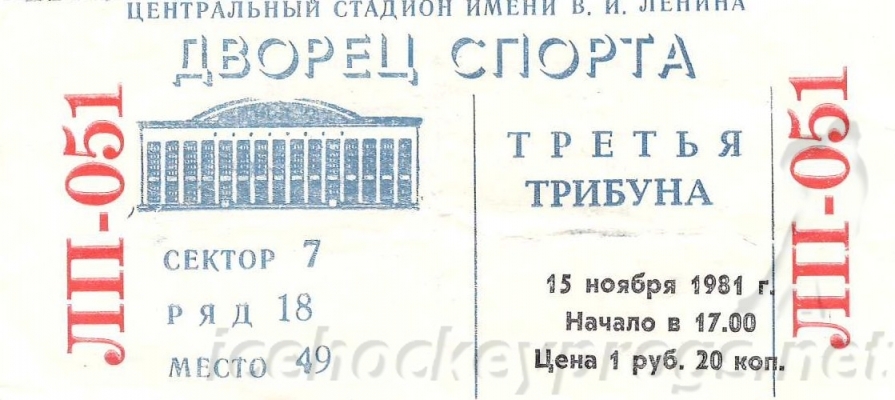 ЦЕНТРАЛЬНЫЙ СТАДИОН ИМЕНИ В. И. ЛЕНИНА
ДВОРЕЦ СПОРТА
ЛП-051
СЕКТОР 7
РЯД 18
МЕСТО 49
ТРЕТЬЯ
ТРИБУНА
15 ноября 1981 г.
Начало в 17.00
Цена 1 руб. 20 коп.
ЛП-051
icehockeyprogs.net